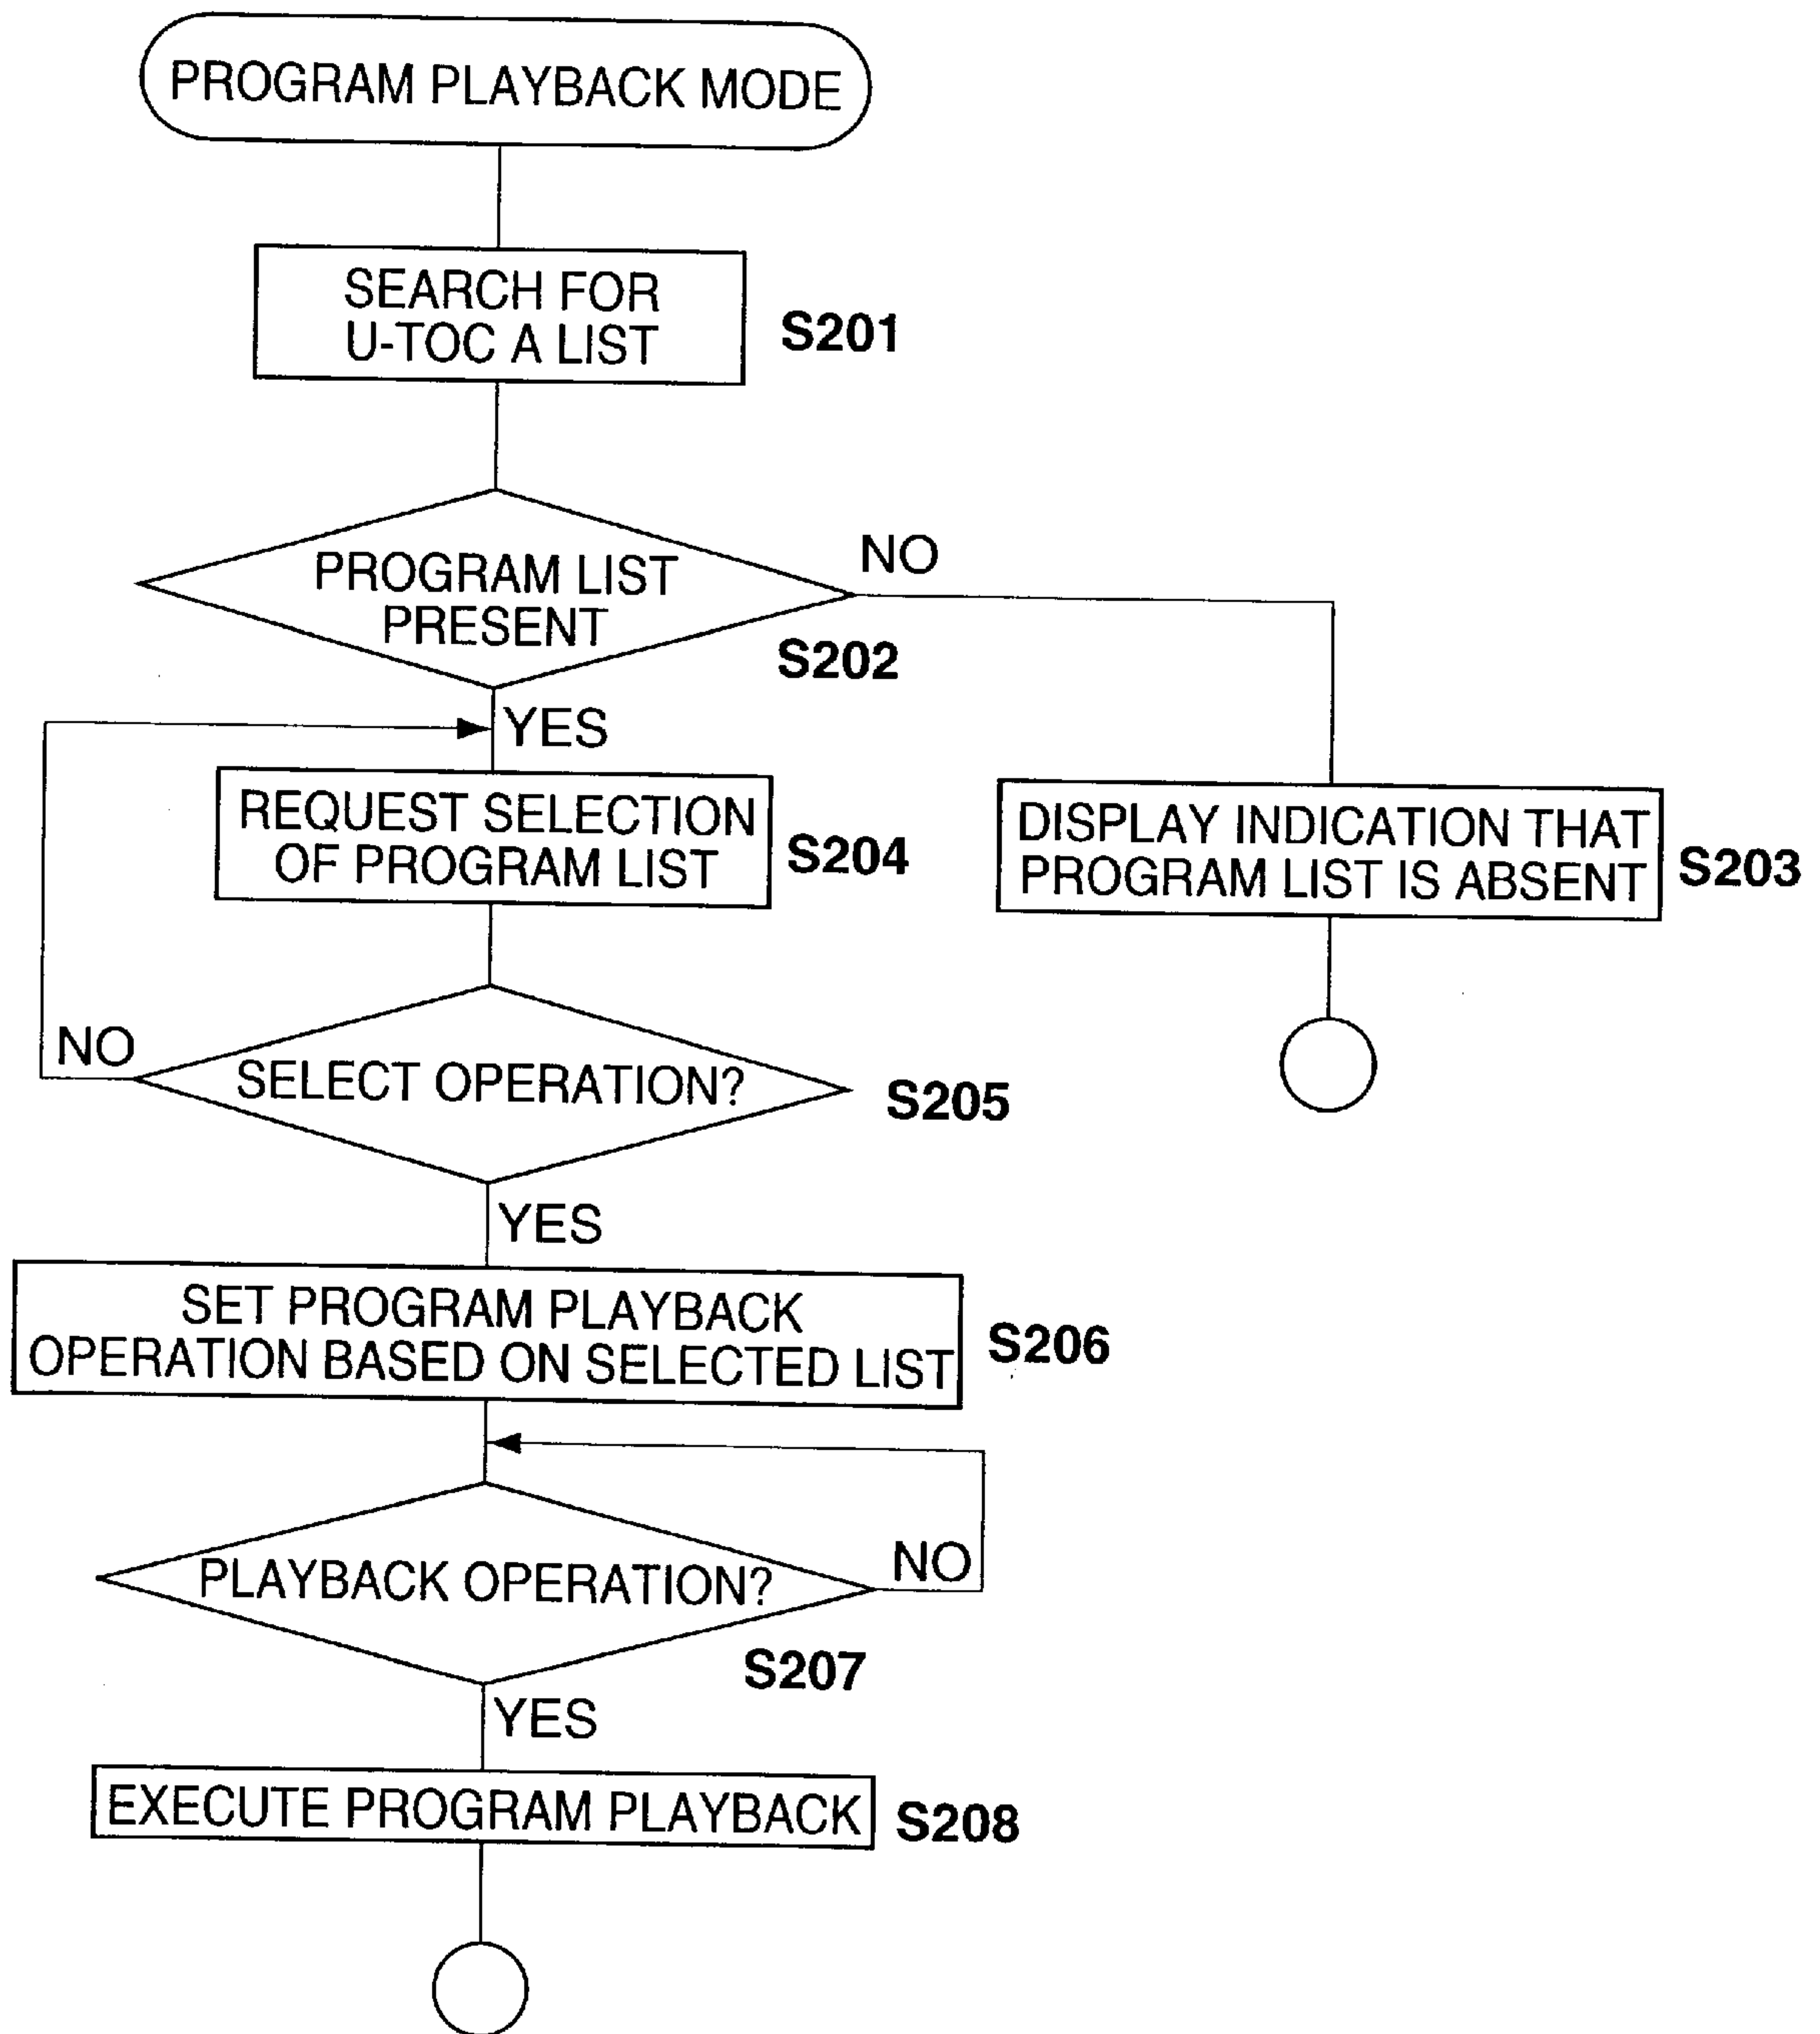 PROGRAM PLAYBACK MODE
SEARCH FOR
U-TOC A LIST
S201
PROGRAM LIST
PRESENT
NO
S202
YES
REQUEST SELECTION
OF PROGRAM LIST
S204
DISPLAY INDICATION THAT
PROGRAM LIST IS ABSENT
S203
NO
SELECT OPERATION?
S205
YES
SET PROGRAM PLAYBACK
OPERATION BASED ON SELECTED LIST
S206
PLAYBACK OPERATION?
NO
S207
YES
EXECUTE PROGRAM PLAYBACK
S208